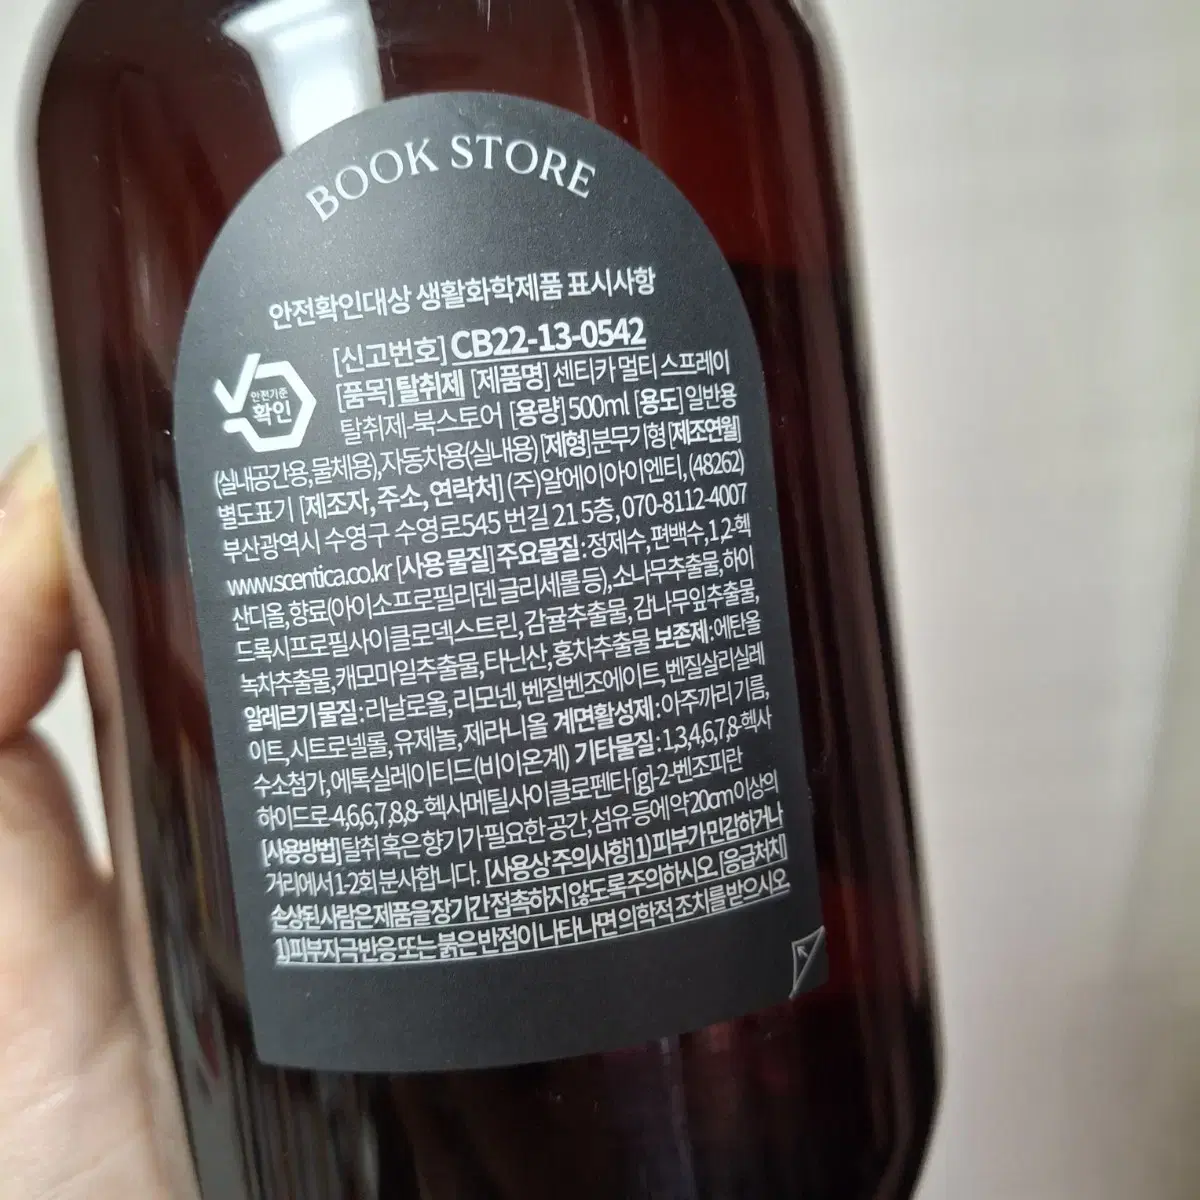 BOOK STORE
안전확인대상 생활화학제품 표시사항
안전기준
확인
[신고번호] CB22-13-0542
[품목] 탈취제 [제품명] 센티카 멀티 스프레이
탈취제-북스토어 [용량] 500ml [용도] 일반용
(실내공간용, 물체용), 자동차용(실내용) [제형] 분무기형 [제조연월]
별도표기 [제조자, 주소, 연락처] (주)알에이아이엔티, (48262)
부산광역시 수영구 수영로545번길 21 5층, 070-8112-4007
www.scentica.co.kr [사용 물질] 주요물질 : 정제수, 편백수, 1,2-헥
산디올, 향료(아이소프로필리덴 글리세롤 등), 소나무추출물, 하이
드록시프로필사이클로덱스트린, 감귤추출물, 감나무잎추출물,
녹차추출물, 캐모마일추출물, 타닌산, 홍차추출물 보존제 : 에탄올
알레르기 물질 : 리날로올, 리모넨, 벤질벤조에이트, 벤질살리실레
이트, 시트로넬롤, 유제놀, 제라니올 계면활성제 : 아주까리 기름,
수소첨가, 에톡실레이티드(비이온계) 기타물질 : 1,3,4,6,7,8-헥사
하이드로-4,6,6,7,8,8- 헥사메틸사이클로펜타[g]-2-벤조피란
[사용방법] 탈취 혹은 향기가 필요한 공간, 섬유 등에 약 20cm 이상의
거리에서 1-2회 분사합니다. [사용상 주의사항] 1) 피부가 민감하거나
손상된 사람은 제품을 장기간 접촉하지 않도록 주의하시오. [응급처치]
1) 피부자극반응 또는 붉은 반점이 나타나면 의학적 조치를 받으시오